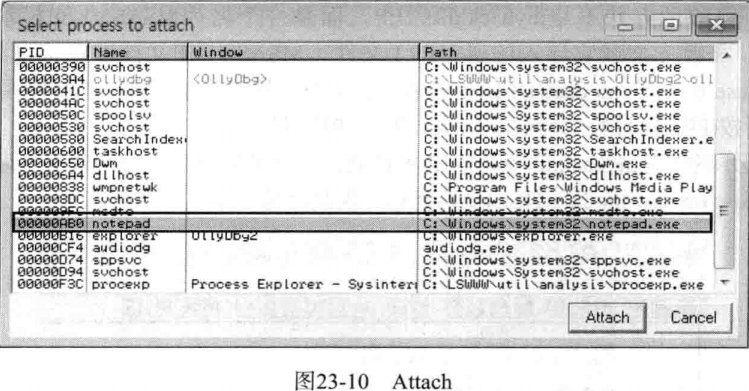 Select process to attach
PID Name Window Path
00000390 svchost C:\Windows\system32\svchost.exe
000003A4 ollydbg <OllyDbg> C:\LSWWW\util\analysis\OllyDbg2\oll
0000041C svchost C:\Windows\system32\svchost.exe
000004AC svchost C:\Windows\system32\svchost.exe
0000050C spoolsv C:\Windows\System32\spoolsv.exe
00000530 svchost C:\Windows\system32\svchost.exe
00000580 SearchIndex C:\Windows\system32\SearchIndexer.e
00000600 taskhost C:\Windows\system32\taskhost.exe
00000650 Dwm C:\Windows\system32\Dwm.exe
000006A4 dllhost C:\Windows\system32\dllhost.exe
00000838 wmpnetwk C:\Program Files\Windows Media Play
000008DC svchost C:\Windows\system32\svchost.exe
000009FC msdtc C:\Windows\System32\msdtc.exe
00000AB0 notepad C:\Windows\system32\notepad.exe
00000B16 explorer OllyDbg2 C:\Windows\explorer.exe
00000CF4 audiodg audiodg.exe
00000D74 sppsvc C:\Windows\system32\sppsvc.exe
00000D94 svchost C:\Windows\System32\svchost.exe
00000F3C procexp Process Explorer - Sysinter C:\LSWWW\util\analysis\procexp.exe
Attach Cancel
图23-10 Attach